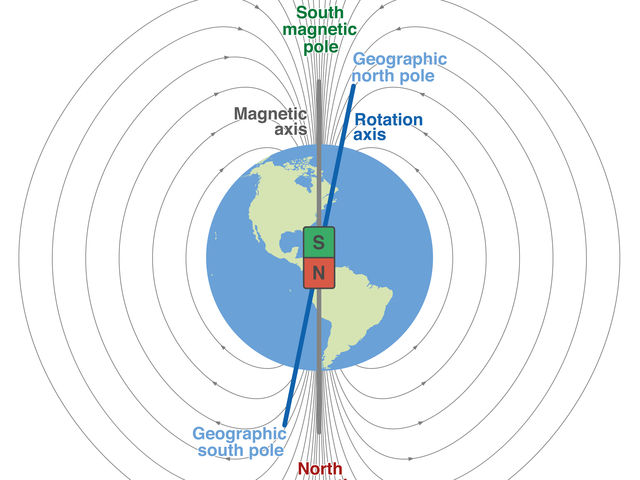 South
magnetic
pole
Geographic
north pole
Magnetic
axis
Rotation
axis
S
N
Geographic
south pole
North